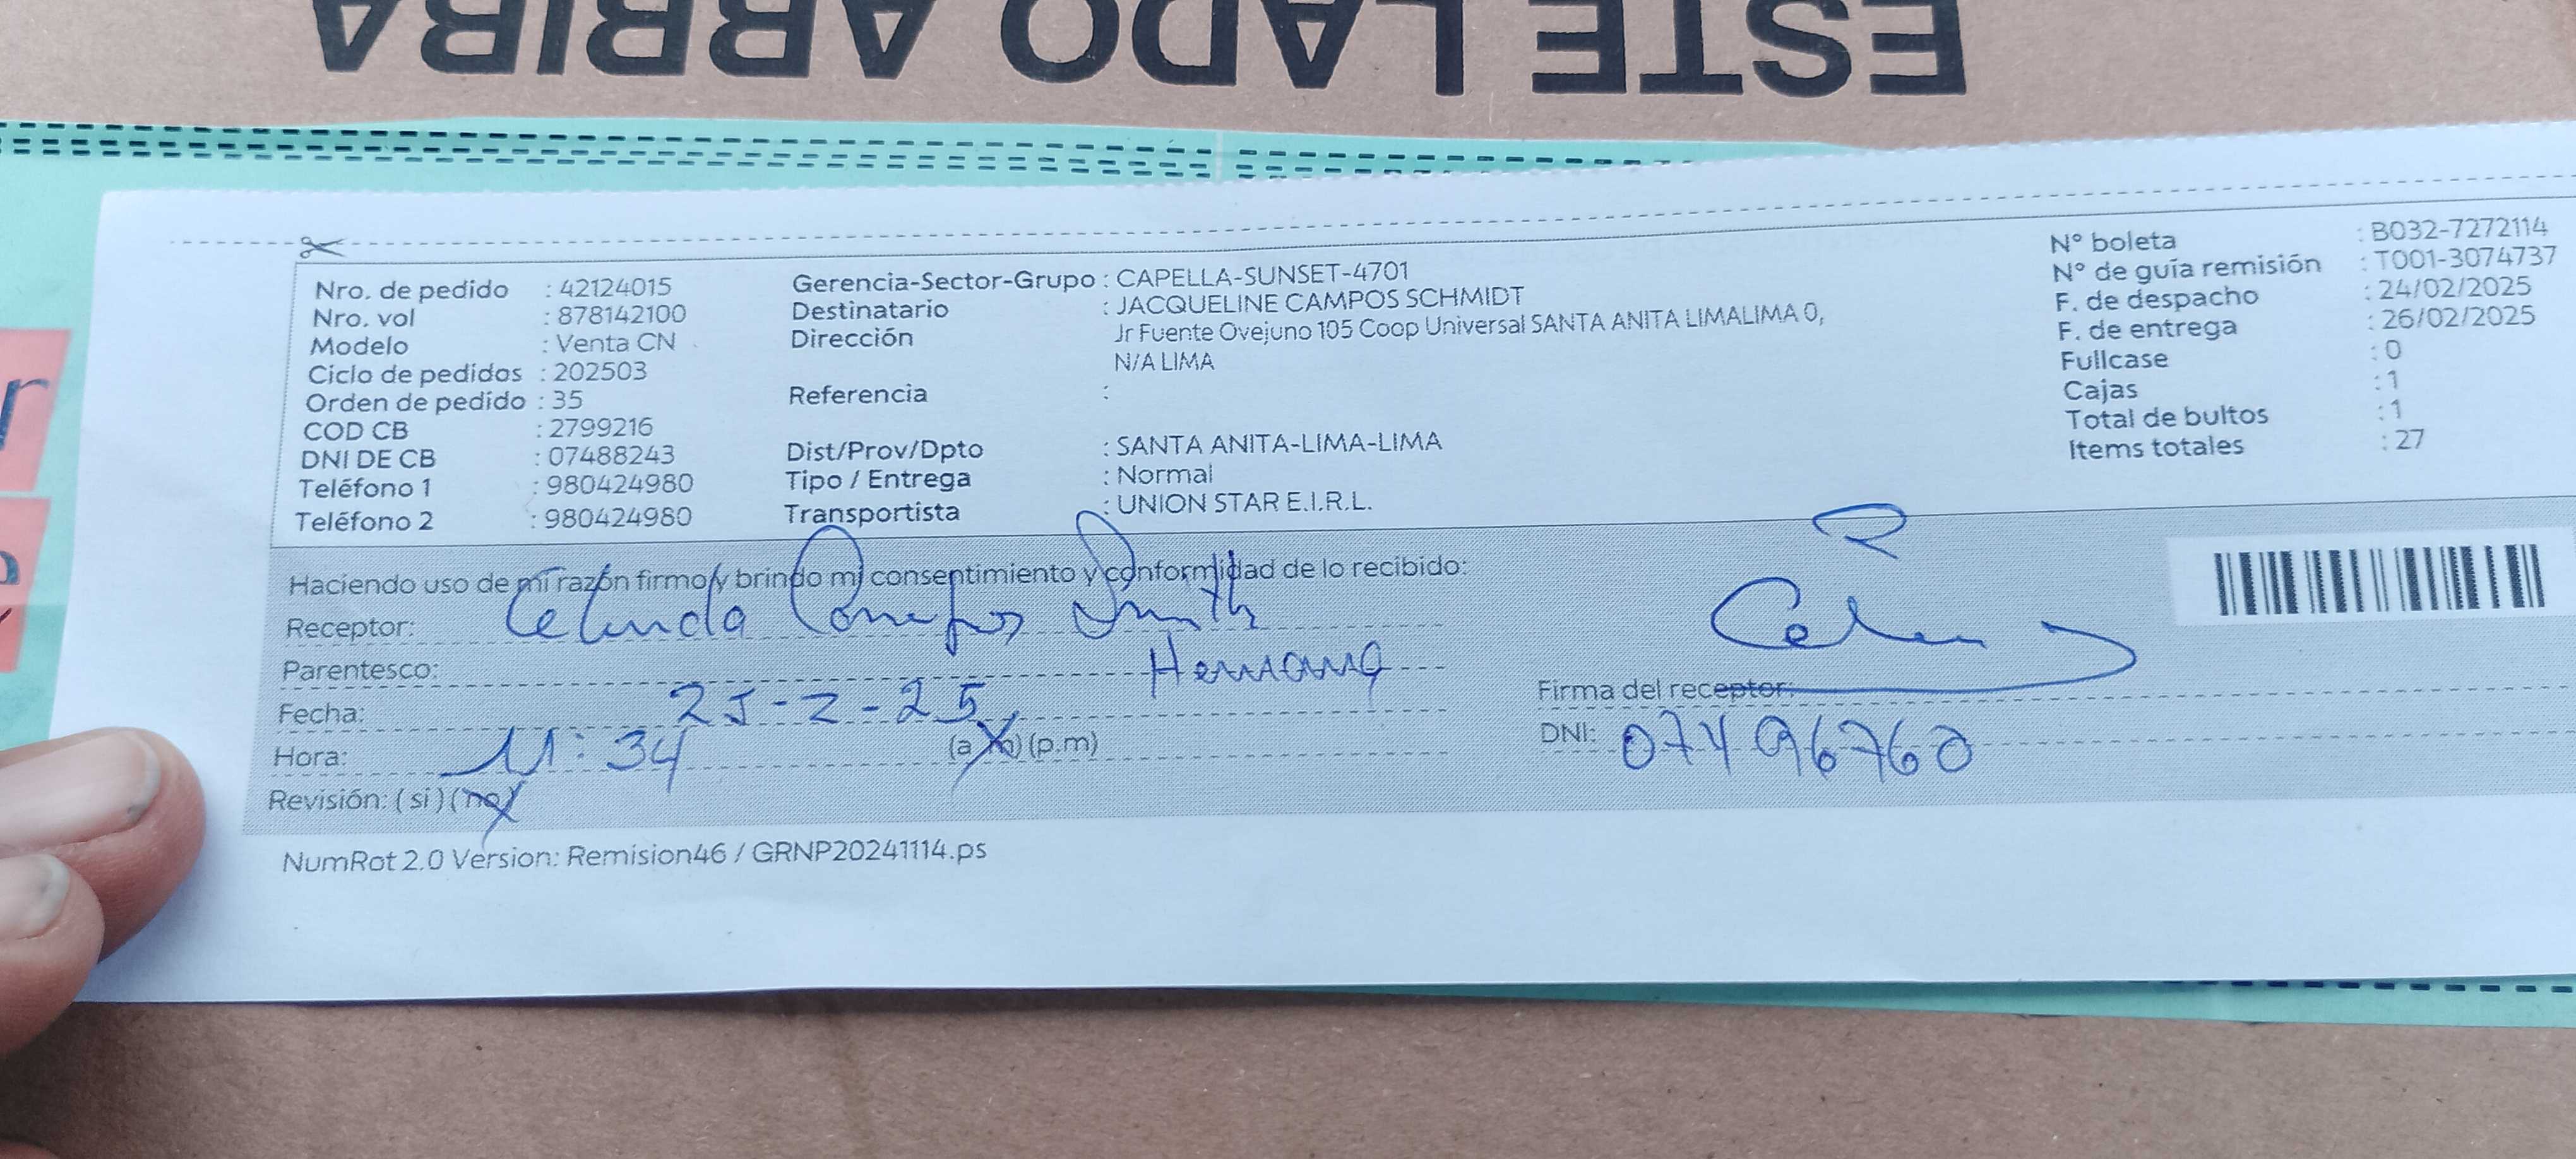 ESTE LADO ARRIBA
Nro. de pedido : 42124015
Nro. vol : 878142100
Modelo : Venta CN
Ciclo de pedidos : 202503
Orden de pedido : 35
COD CB : 2799216
DNI DE CB : 07488243
Teléfono 1 : 980424980
Teléfono 2 : 980424980
Gerencia-Sector-Grupo : CAPELLA-SUNSET-4701
Destinatario : JACQUELINE CAMPOS SCHMIDT
Dirección : Jr Fuente Ovejuno 105 Coop Universal SANTA ANITA LIMALIMA 0,
N/A LIMA
Referencia :
Dist/Prov/Dpto : SANTA ANITA-LIMA-LIMA
Tipo / Entrega : Normal
Transportista : UNION STAR E.I.R.L.
N° boleta : B032-7272114
N° de guía remisión : T001-3074737
F. de despacho : 24/02/2025
F. de entrega : 26/02/2025
Fullcase : 0
Cajas : 1
Total de bultos : 1
Items totales : 27
Haciendo uso de mi razón firmo y brindo mi consentimiento y conformidad de lo recibido:
Receptor: Celinda Campos Smith
Parentesco: Hermana
Fecha: 25-2-25
Hora: 11:34 (a.m) (p.m)
Revisión: (si) (no)
Firma del receptor:
DNI: 07496760
NumRot 2.0 Version: Remision46 / GRNP20241114.ps